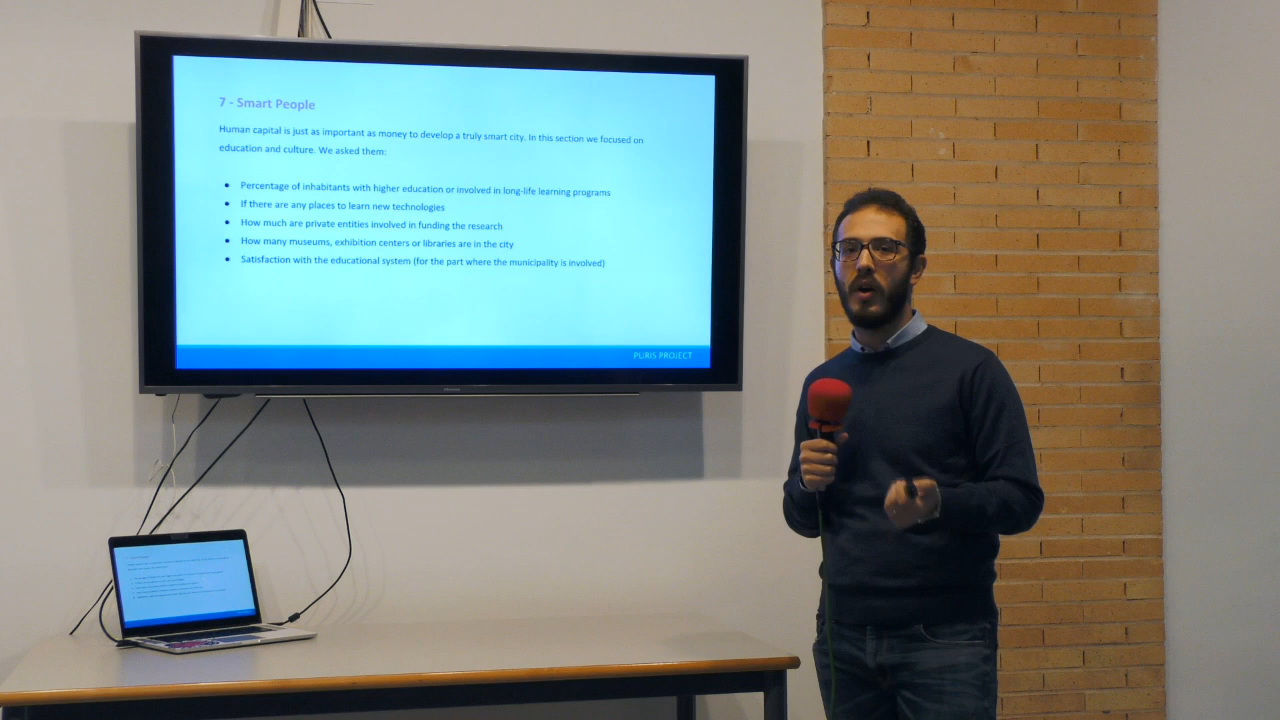 7 - Smart People
Human capital is just as important as money to develop a truly smart city. In this section we focused on
education and culture. We asked them:
• Percentage of inhabitants with higher education or involved in long-life learning programs
• If there are any places to learn new technologies
• How much are private entities involved in funding the research
• How many museums, exhibition centers or libraries are in the city
• Satisfaction with the educational system (for the part where the municipality is involved)
PURIS PROJECT
Hisense